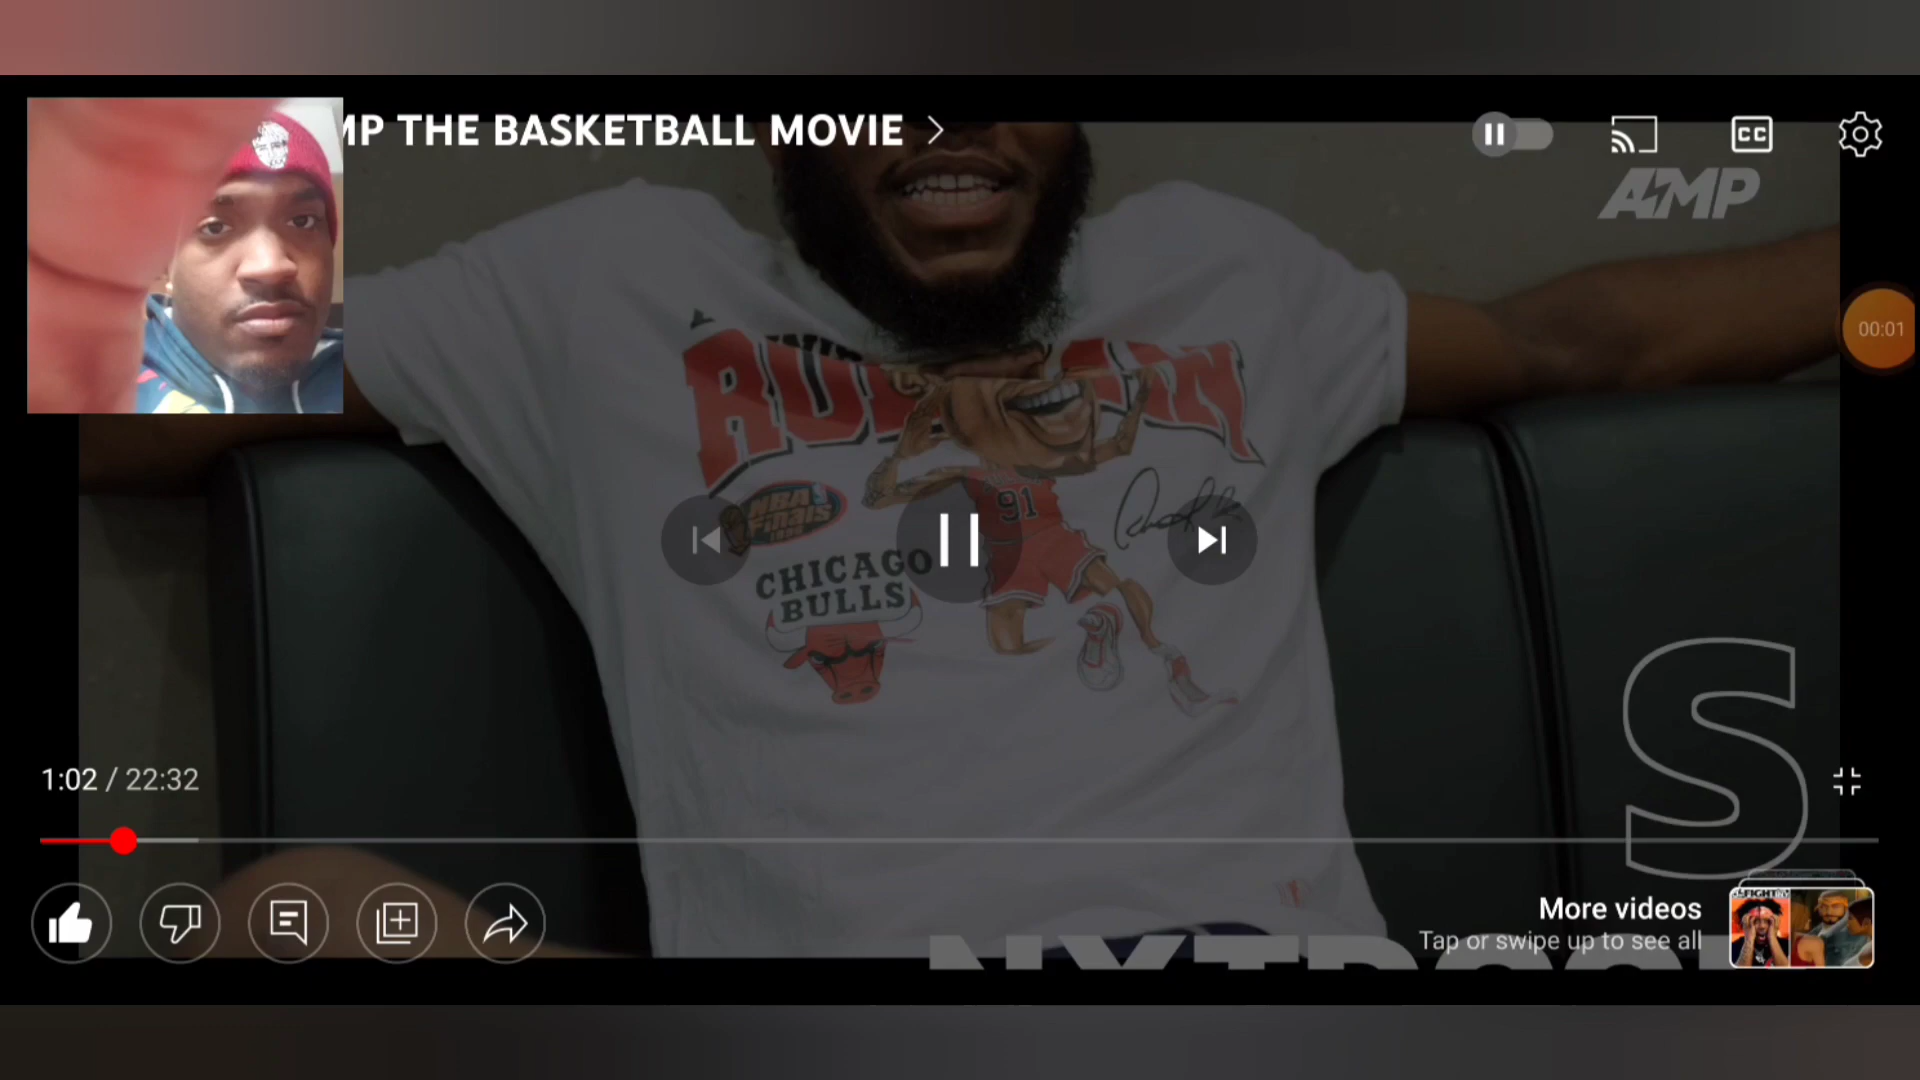 MP THE BASKETBALL MOVIE
CC
AMP
00:01
91
NBA
Finals
CHICAGO
BULLS
1:02 / 22:32
S
More videos
Tap or swipe up to see all